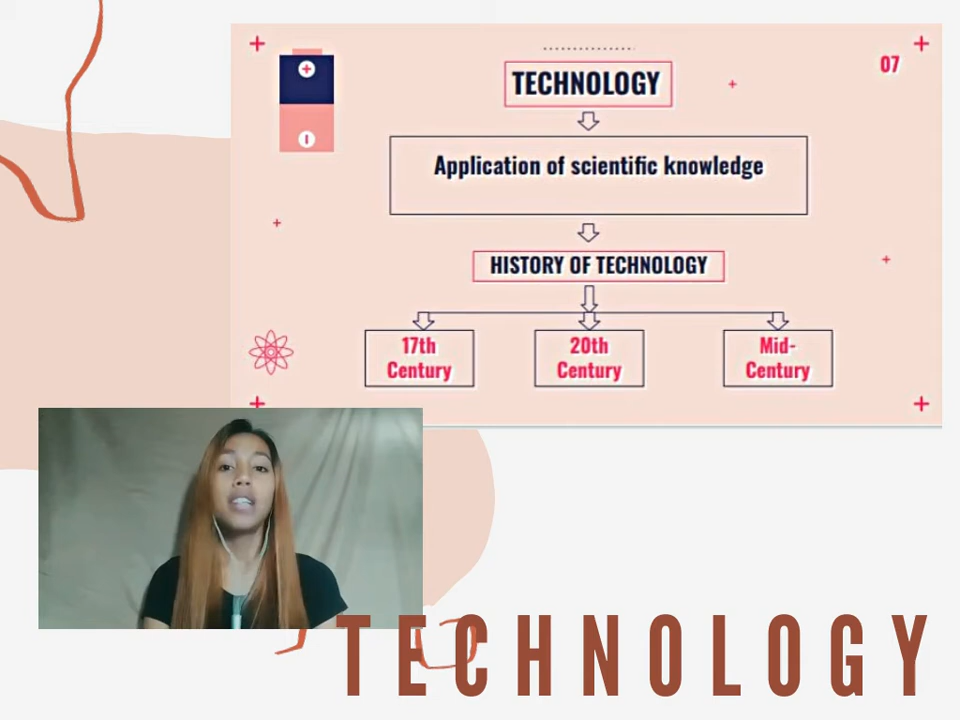 07
TECHNOLOGY
Application of scientific knowledge
HISTORY OF TECHNOLOGY
17th
Century
20th
Century
Mid-
Century
TECHNOLOGY